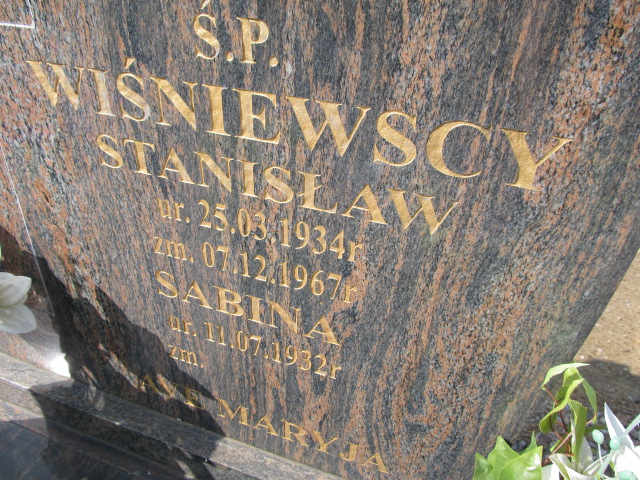 Ś.P.
WIŚNIEWSCY
STANISŁAW
ur. 25.03.1934r
zm. 07.12.1967r
SABINA
ur. 11.07.1932r
zm.
AVE MARYJA